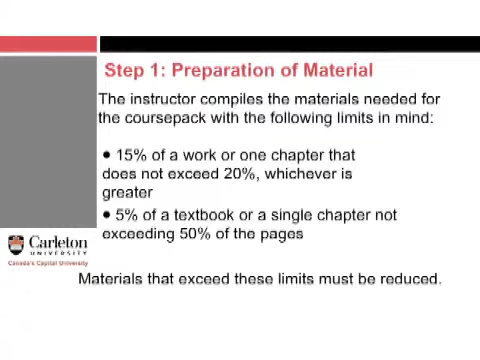 Step 1: Preparation of Material
The instructor compiles the materials needed for
the coursepack with the following limits in mind:
• 15% of a work or one chapter that
does not exceed 20%, whichever is
greater
• 5% of a textbook or a single chapter not
exceeding 50% of the pages
Carleton
UNIVERSITY
Canada's Capital University
Materials that exceed these limits must be reduced.